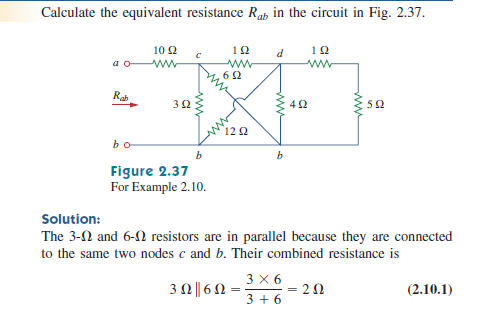 Calculate the equivalent resistance Rab in the circuit in Fig. 2.37.
10 Ω c 1 Ω d 1 Ω
a
6 Ω
Rab
3 Ω 4 Ω 5 Ω
12 Ω
b
b b
Figure 2.37
For Example 2.10.
Solution:
The 3-Ω and 6-Ω resistors are in parallel because they are connected
to the same two nodes c and b. Their combined resistance is
3 Ω || 6 Ω = 3 × 6 / 3 + 6 = 2 Ω (2.10.1)